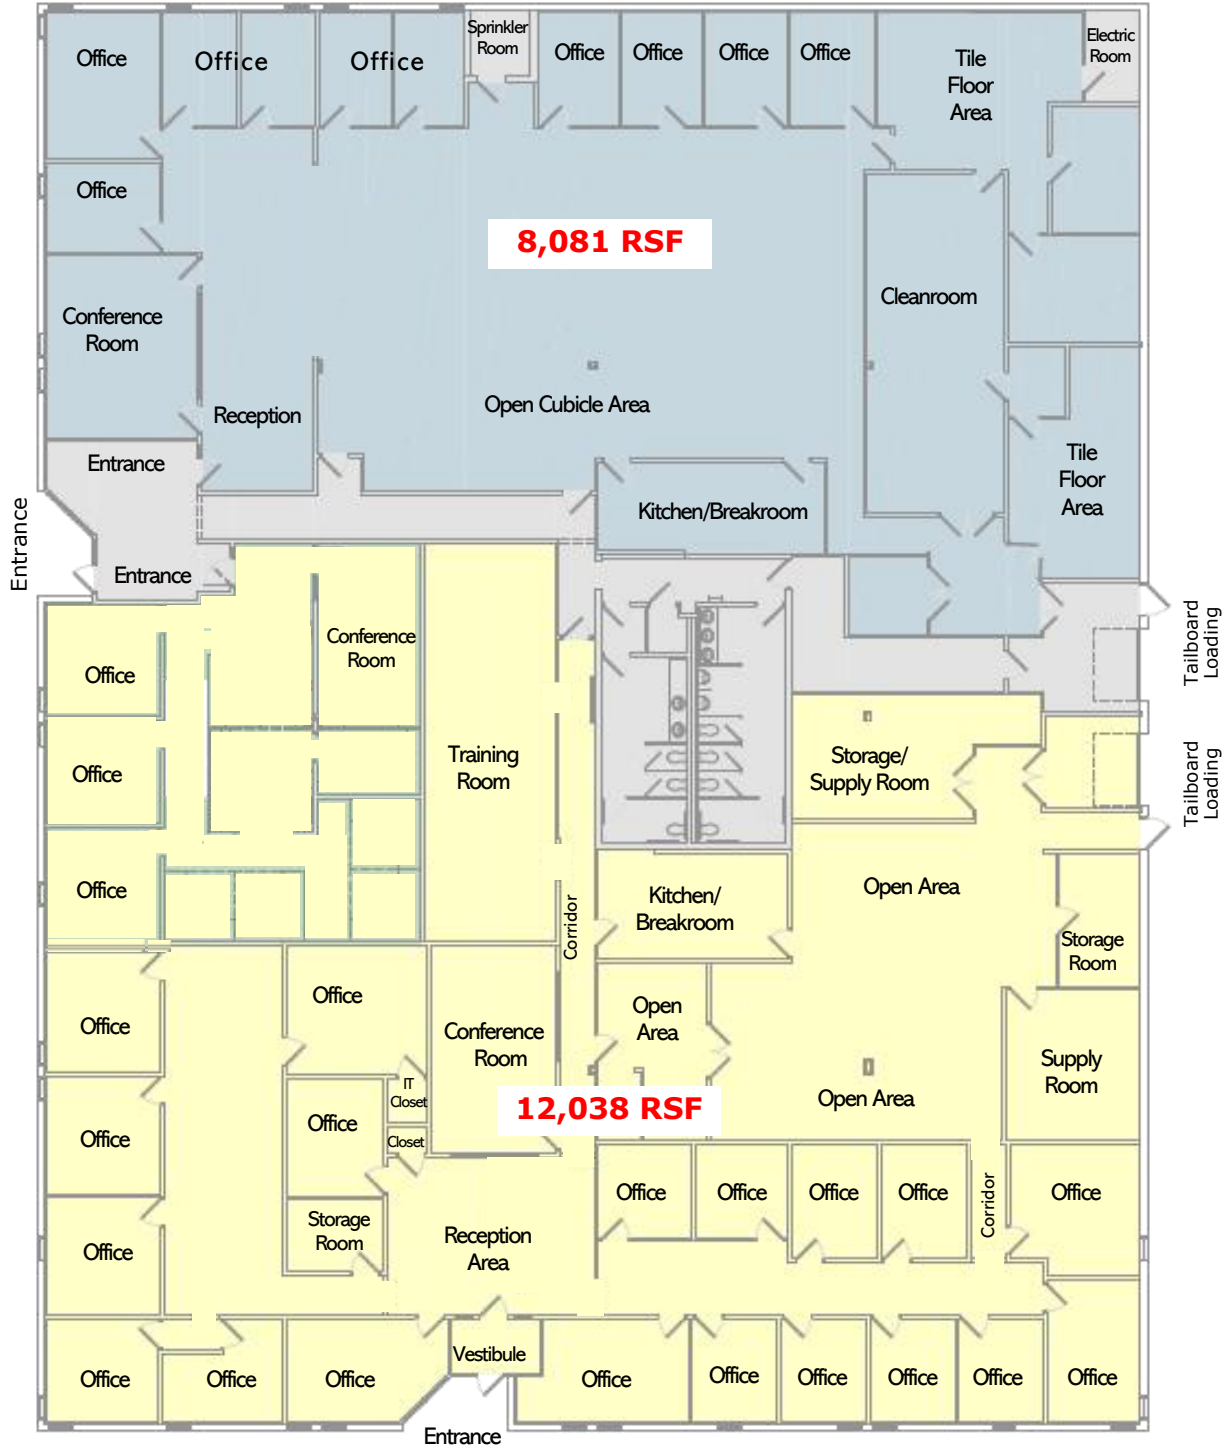 Office
Office
Office
Sprinkler
Room
Office
Office
Office
Office
Tile
Floor
Area
Electric
Room
Office
8,081 RSF
Conference
Room
Cleanroom
Reception
Open Cubicle Area
Entrance
Tile
Floor
Area
Kitchen/Breakroom
Entrance
Entrance
Tailboard
Loading
Conference
Room
Office
Office
Training
Room
Storage/
Supply Room
Tailboard
Loading
Office
Kitchen/
Breakroom
Open Area
Corridor
Storage
Room
Office
Office
Conference
Room
Open
Area
Supply
Room
IT
Closet
Open Area
12,038 RSF
Office
Office
Closet
Office
Office
Office
Office
Corridor
Office
Storage
Room
Office
Reception
Area
Vestibule
Office
Office
Office
Office
Office
Office
Office
Office
Office
Entrance